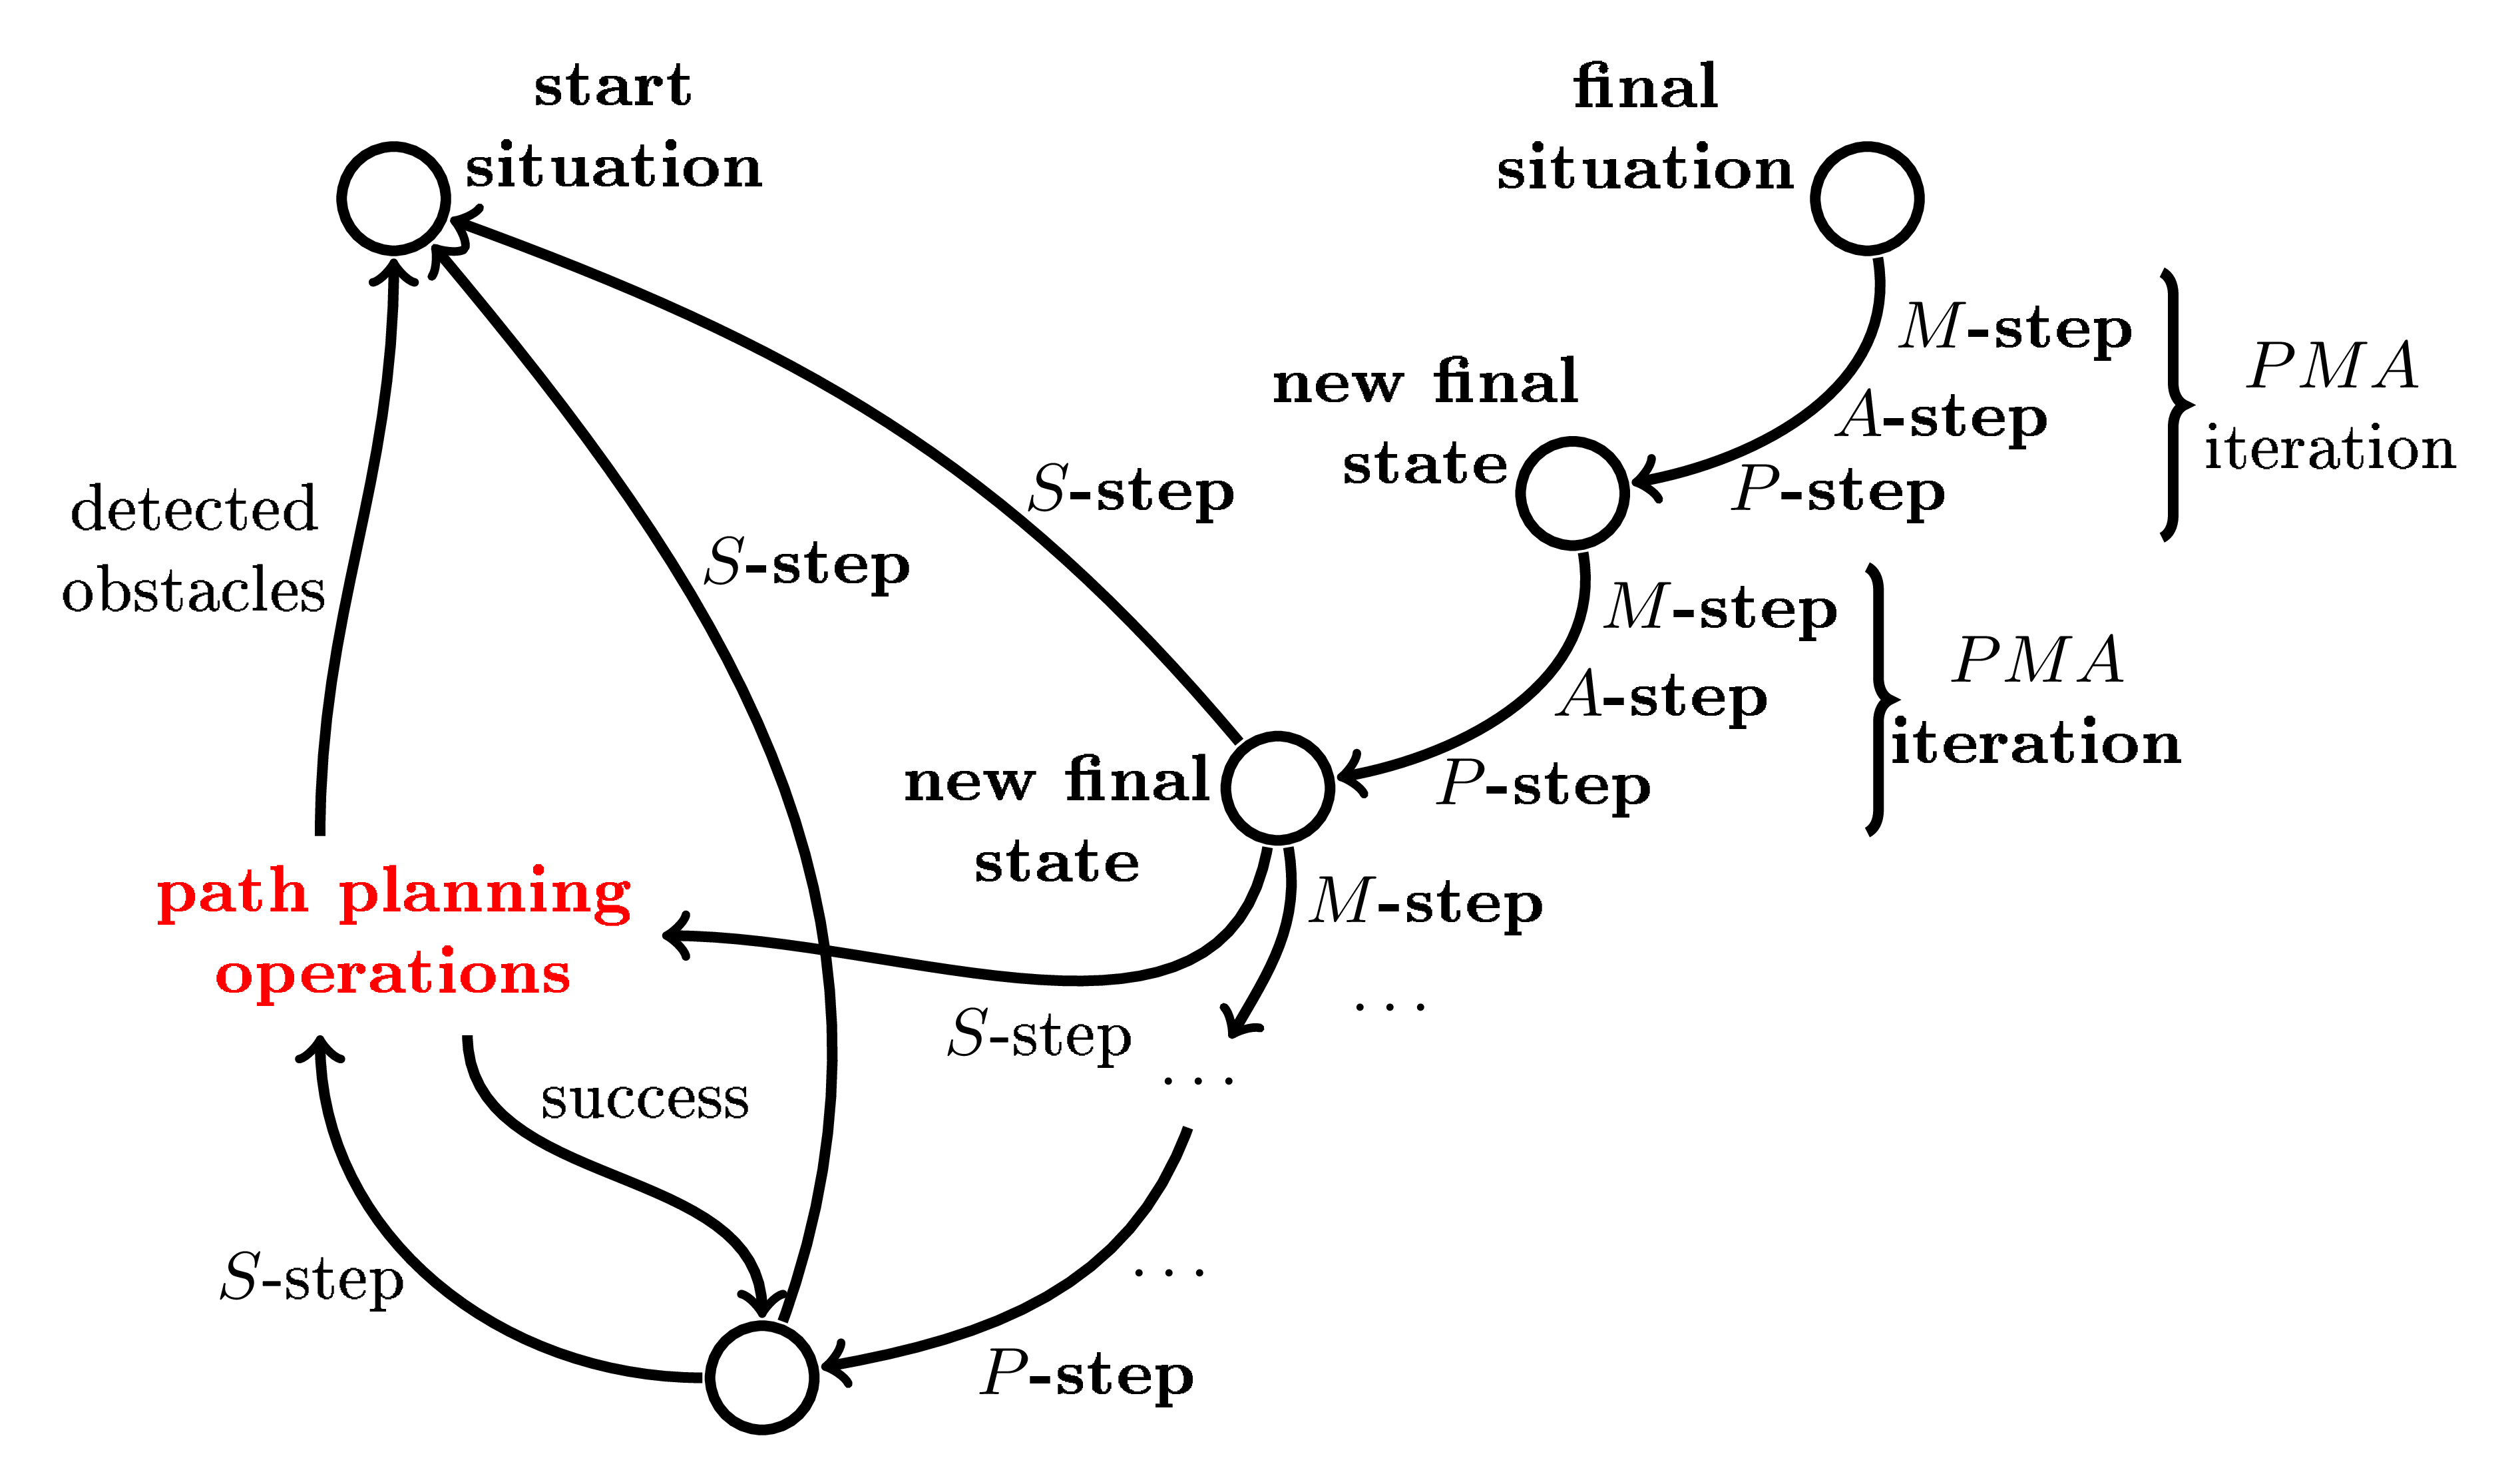 start
situation
final
situation
M-step
A-step
P-step
PMA
iteration
new final
state
S-step
S-step
detected
obstacles
M-step
A-step
P-step
PMA
iteration
new final
state
path planning
operations
M-step
...
S-step
...
success
S-step
...
P-step